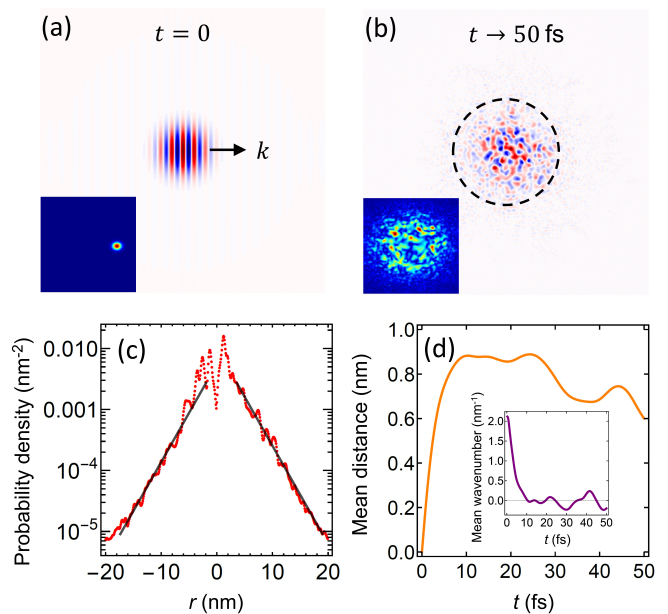 (a)
t = 0
k
(b)
t → 50 fs
(c)
Probability density (nm⁻²)
0.010
0.001
10⁻⁴
10⁻⁵
−20 −10 0 10 20
r (nm)
(d)
Mean distance (nm)
1.0
0.8
0.6
0.4
0.2
0.0
0 10 20 30 40 50
t (fs)
Mean wavenumber (nm⁻¹)
2.0
1.5
1.0
0.5
0.0
0 10 20 30 40 50
t (fs)